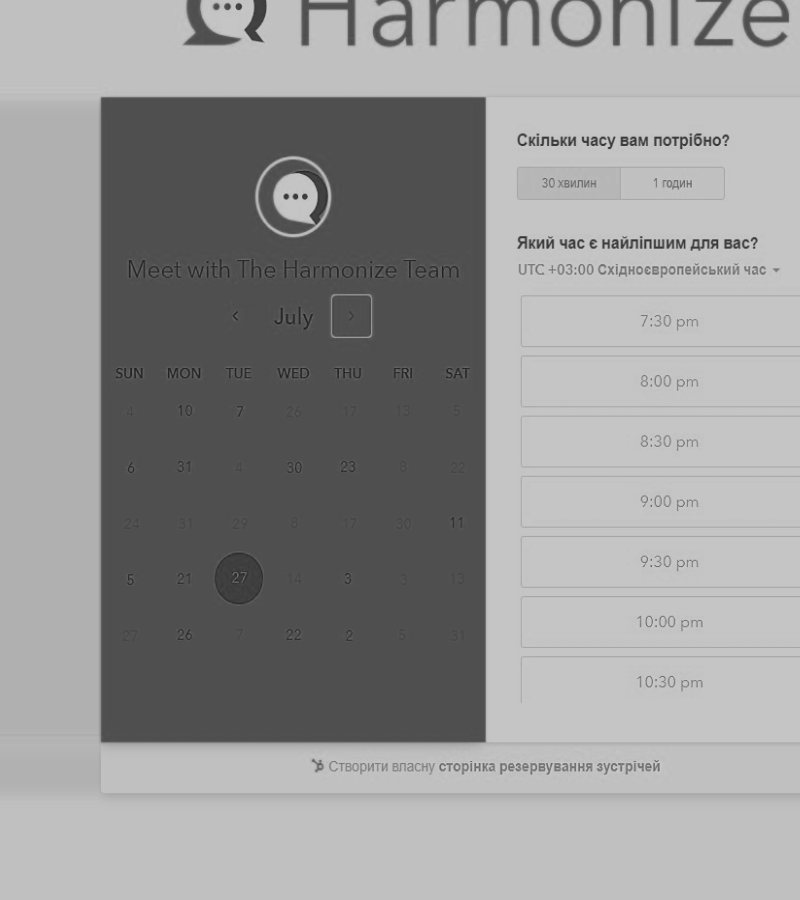 Harmonize
Meet with The Harmonize Team
July
SUN MON TUE WED THU FRI SAT
4 10 7 26 17 13 5
6 31 4 30 23 8 22
24 31 29 8 17 30 11
5 21 27 14 3 3 13
27 26 7 22 2 5 31
Скільки часу вам потрібно?
30 хвилин 1 годин
Який час є найліпшим для вас?
UTC +03:00 Східноєвропейський час
7:30 pm
8:00 pm
8:30 pm
9:00 pm
9:30 pm
10:00 pm
10:30 pm
Створити власну сторінка резервування зустрічей